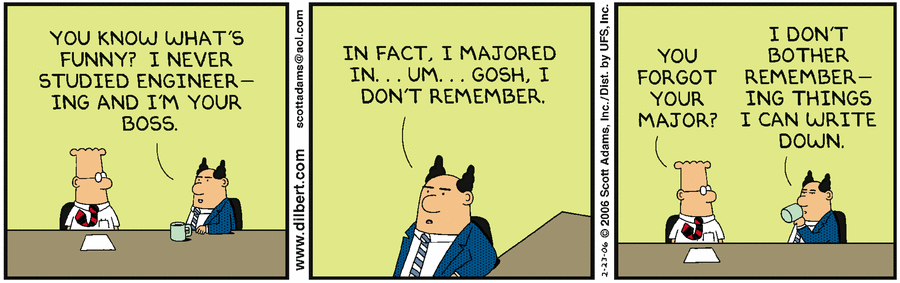 YOU KNOW WHAT'S
FUNNY? I NEVER
STUDIED ENGINEER-
ING AND I'M YOUR
BOSS.
scottadams@aol.com
www.dilbert.com
IN FACT, I MAJORED
IN... UM... GOSH, I
DON'T REMEMBER.
2-23-06 © 2006 Scott Adams, Inc./Dist. by UFS, Inc.
YOU
FORGOT
YOUR
MAJOR?
I DON'T
BOTHER
REMEMBER-
ING THINGS
I CAN WRITE
DOWN.